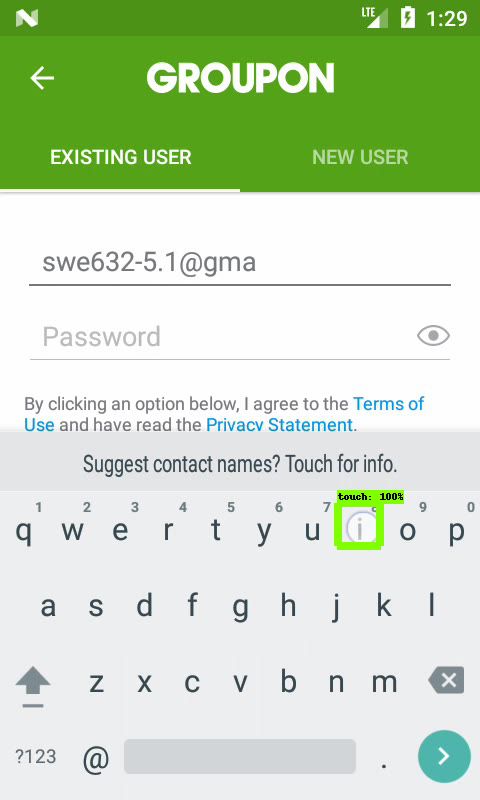 LTE 1:29
GROUPON
EXISTING USER NEW USER
swe632-5.1@gma
Password
By clicking an option below, I agree to the Terms of
Use and have read the Privacy Statement.
Suggest contact names? Touch for info.
touch: 100%
1 2 3 4 5 6 7 8 9 0
q w e r t y u i o p
a s d f g h j k l
z x c v b n m
?123 @ .